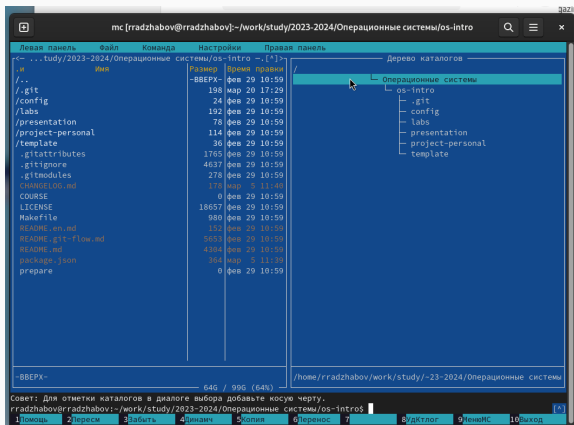 gazi
mc [rradzhabov@rradzhabov]:~/work/study/2023-2024/Операционные системы/os-intro
Левая панель Файл Команда Настройки Правая панель
<— ...tudy/2023-2024/Операционные системы/os-intro —.[^]>
.и Имя Размер Время правки
/.. -ВВЕРХ- фев 29 10:59
/.git 198 мар 20 17:29
/config 24 фев 29 10:59
/labs 192 фев 29 10:59
/presentation 78 фев 29 10:59
/project-personal 114 фев 29 10:59
/template 36 фев 29 10:59
.gitattributes 1765 фев 29 10:59
.gitignore 4637 фев 29 10:59
.gitmodules 278 фев 29 10:59
CHANGELOG.md 178 мар 5 11:40
COURSE 0 фев 29 10:59
LICENSE 18657 фев 29 10:59
Makefile 980 фев 29 10:59
README.en.md 152 фев 29 10:59
README.git-flow.md 5653 фев 29 10:59
README.md 4394 фев 29 10:59
package.json 364 мар 5 11:39
prepare 0 фев 29 10:59
-ВВЕРХ-
64G / 99G (64%)
Дерево каталогов
/
Операционные системы
os-intro
.git
config
labs
presentation
project-personal
template
/home/rradzhabov/work/study/~23-2024/Операционные системы
Совет: Для отметки каталогов в диалоге выбора добавьте косую черту.
rradzhabov@rradzhabov:~/work/study/2023-2024/Операционные системы/os-intro$ [^]
1Помощь 2Пересм 3Забыть 4Динамич 5Копия 6Перенос 7 8УдКтлог 9МенюMC 10Выход